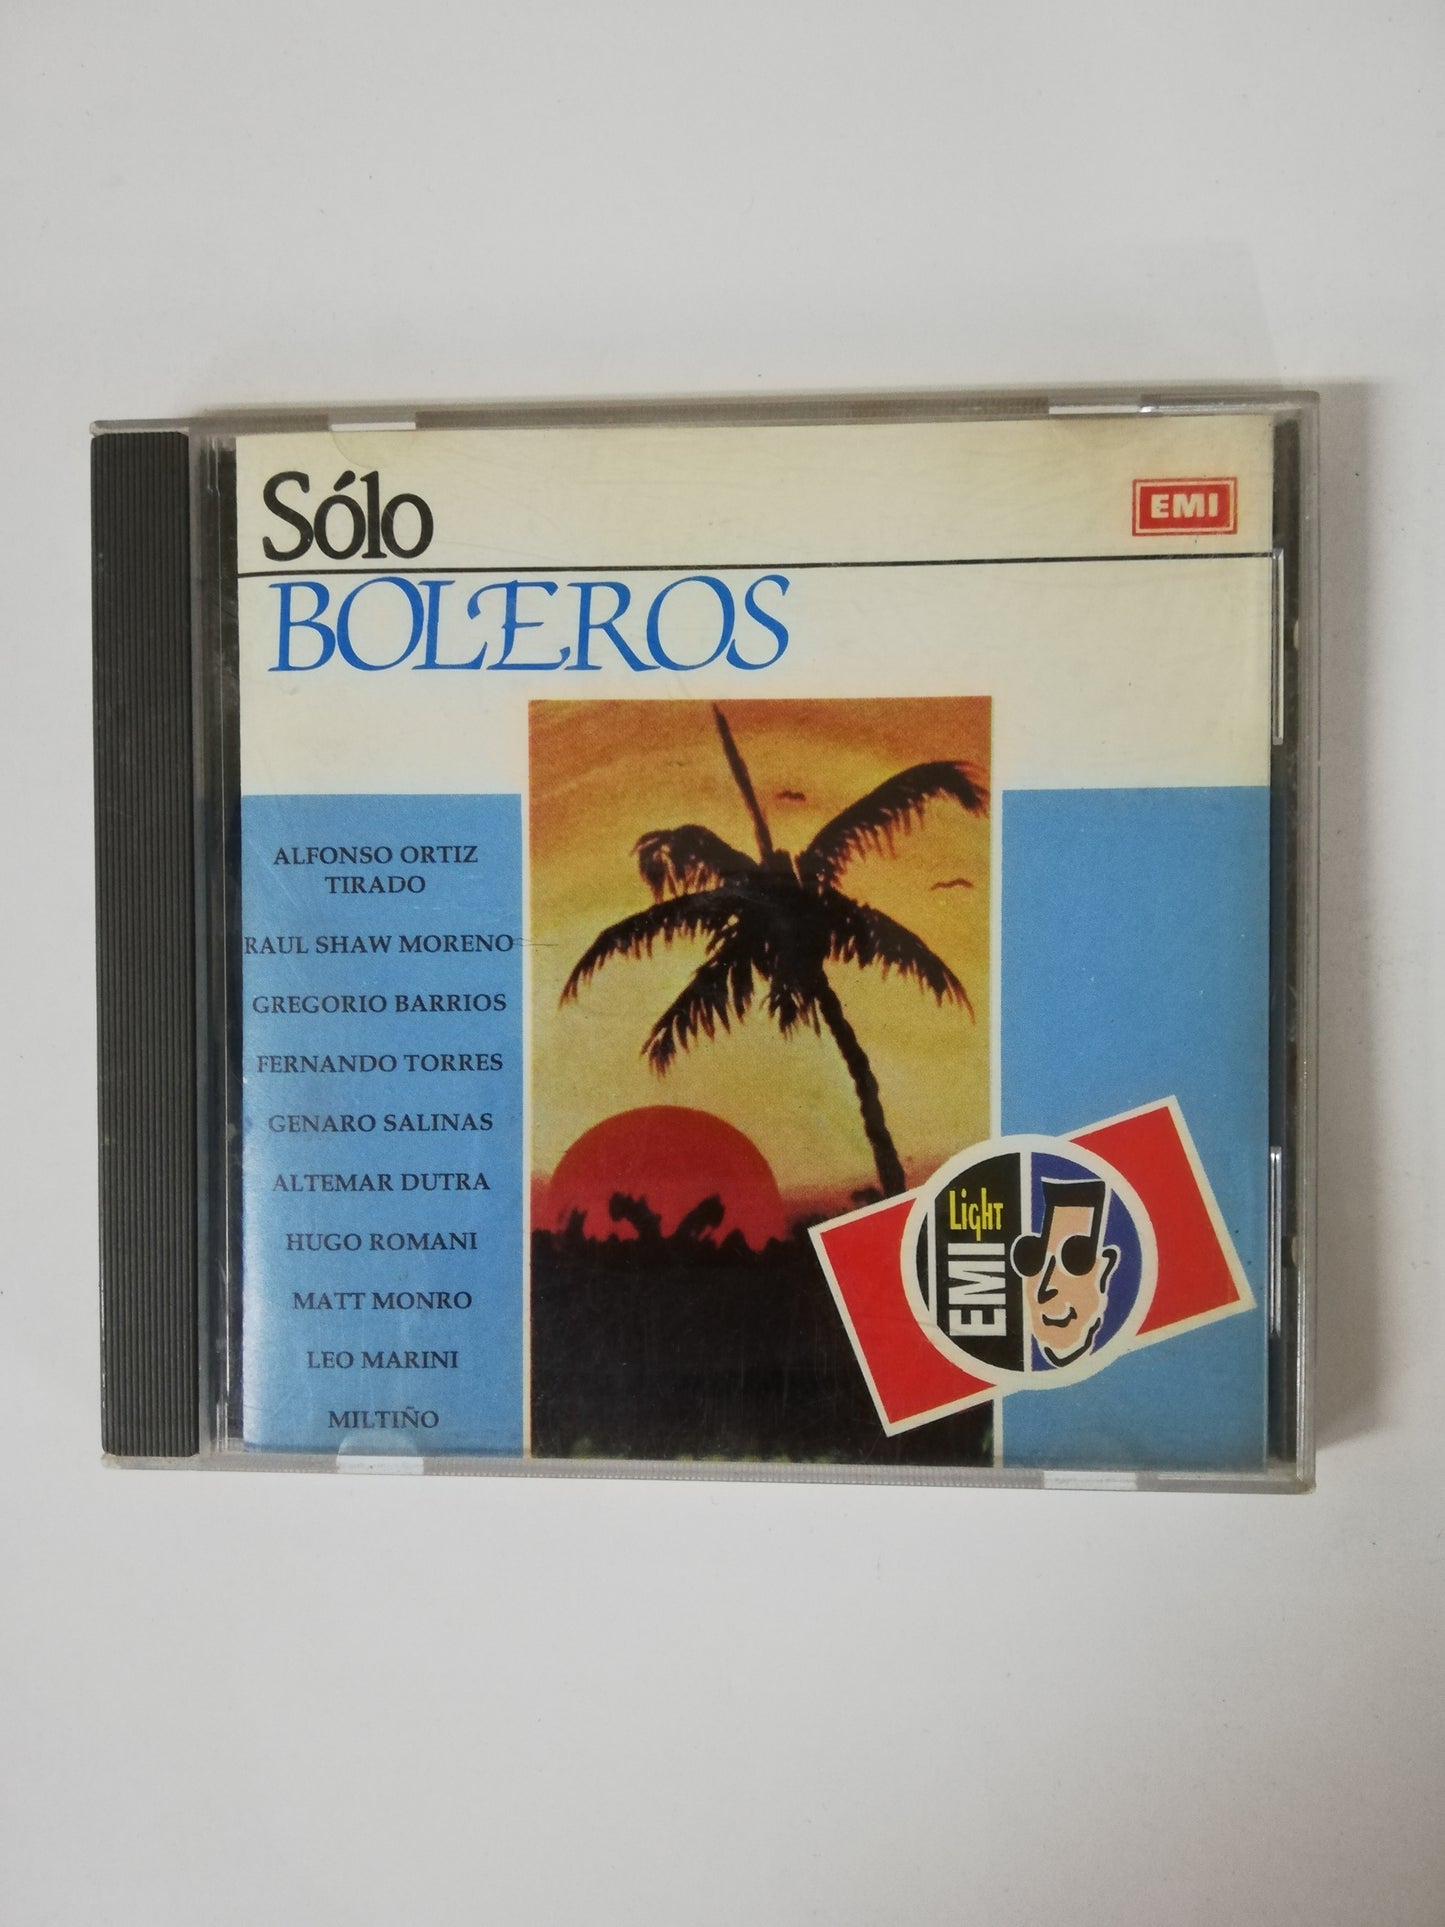 Sólo
EMI
BOLEROS
ALFONSO ORTIZ
TIRADO
RAUL SHAW MORENO
GREGORIO BARRIOS
FERNANDO TORRES
GENARO SALINAS
ALTEMAR DUTRA
HUGO ROMANI
MATT MONRO
LEO MARINI
MILTIÑO
Light
EMI